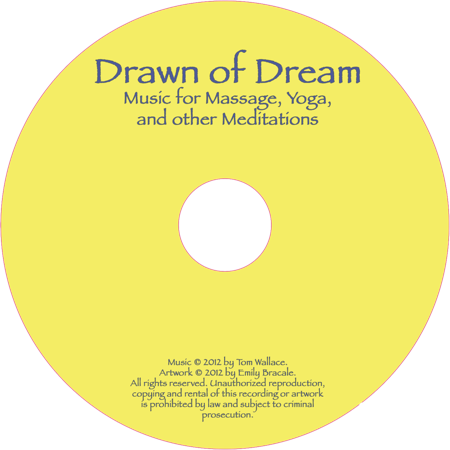 Drawn of Dream
Music for Massage, Yoga,
and other Meditations
Music © 2012 by Tom Wallace.
Artwork © 2012 by Emily Bracale.
All rights reserved. Unauthorized reproduction,
copying and rental of this recording or artwork
is prohibited by law and subject to criminal
prosecution.